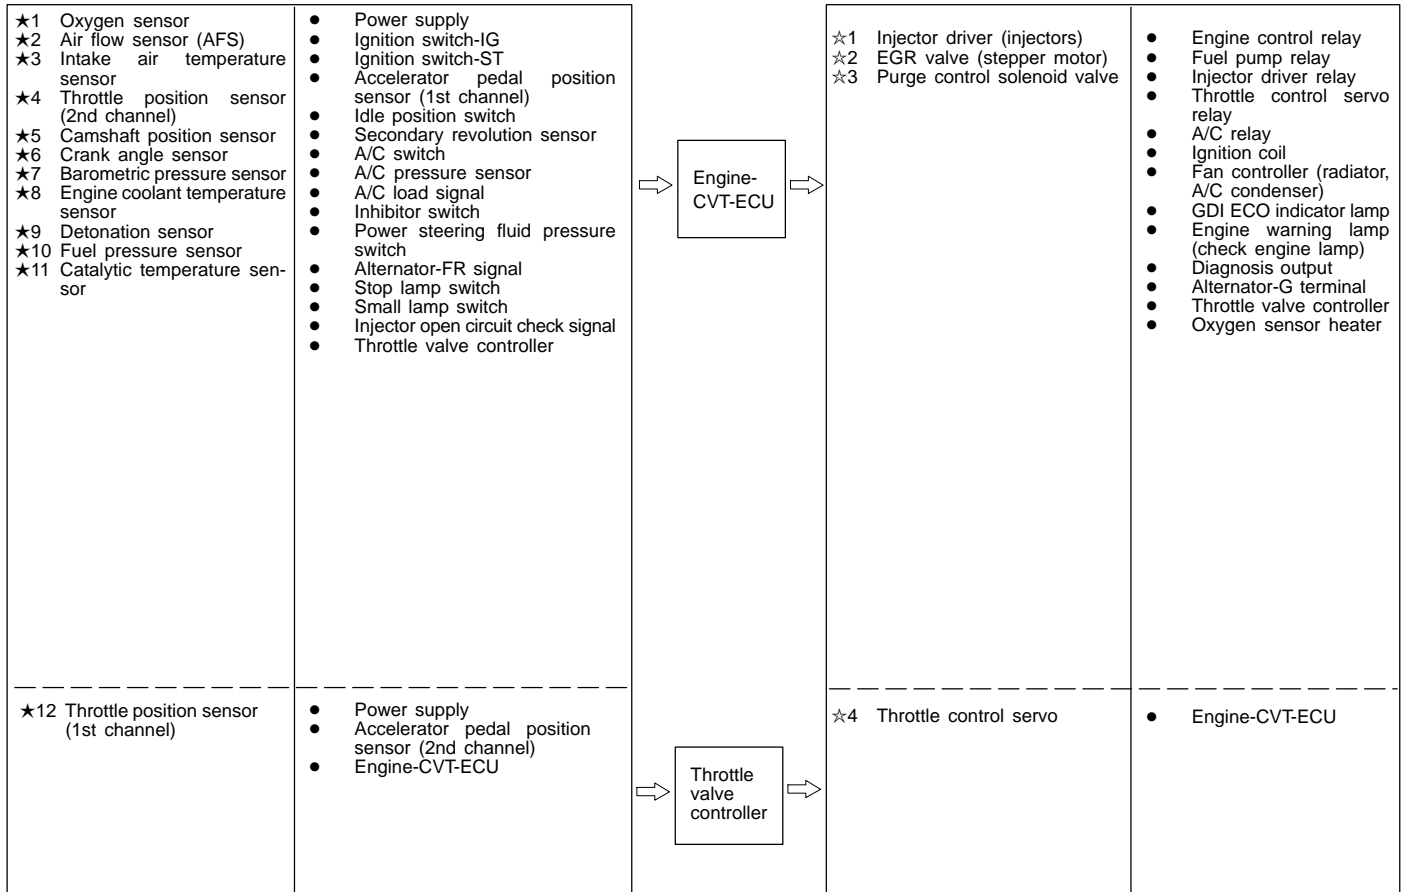 ★1 Oxygen sensor
★2 Air flow sensor (AFS)
★3 Intake air temperature
sensor
★4 Throttle position sensor
(2nd channel)
★5 Camshaft position sensor
★6 Crank angle sensor
★7 Barometric pressure sensor
★8 Engine coolant temperature
sensor
★9 Detonation sensor
★10 Fuel pressure sensor
★11 Catalytic temperature sen-
sor
● Power supply
● Ignition switch-IG
● Ignition switch-ST
● Accelerator pedal position
sensor (1st channel)
● Idle position switch
● Secondary revolution sensor
● A/C switch
● A/C pressure sensor
● A/C load signal
● Inhibitor switch
● Power steering fluid pressure
switch
● Alternator-FR signal
● Stop lamp switch
● Small lamp switch
● Injector open circuit check signal
● Throttle valve controller
Engine-
CVT-ECU
☆1 Injector driver (injectors)
☆2 EGR valve (stepper motor)
☆3 Purge control solenoid valve
● Engine control relay
● Fuel pump relay
● Injector driver relay
● Throttle control servo
relay
● A/C relay
● Ignition coil
● Fan controller (radiator,
A/C condenser)
● GDI ECO indicator lamp
● Engine warning lamp
(check engine lamp)
● Diagnosis output
● Alternator-G terminal
● Throttle valve controller
● Oxygen sensor heater
★12 Throttle position sensor
(1st channel)
● Power supply
● Accelerator pedal position
sensor (2nd channel)
● Engine-CVT-ECU
Throttle
valve
controller
☆4 Throttle control servo
● Engine-CVT-ECU